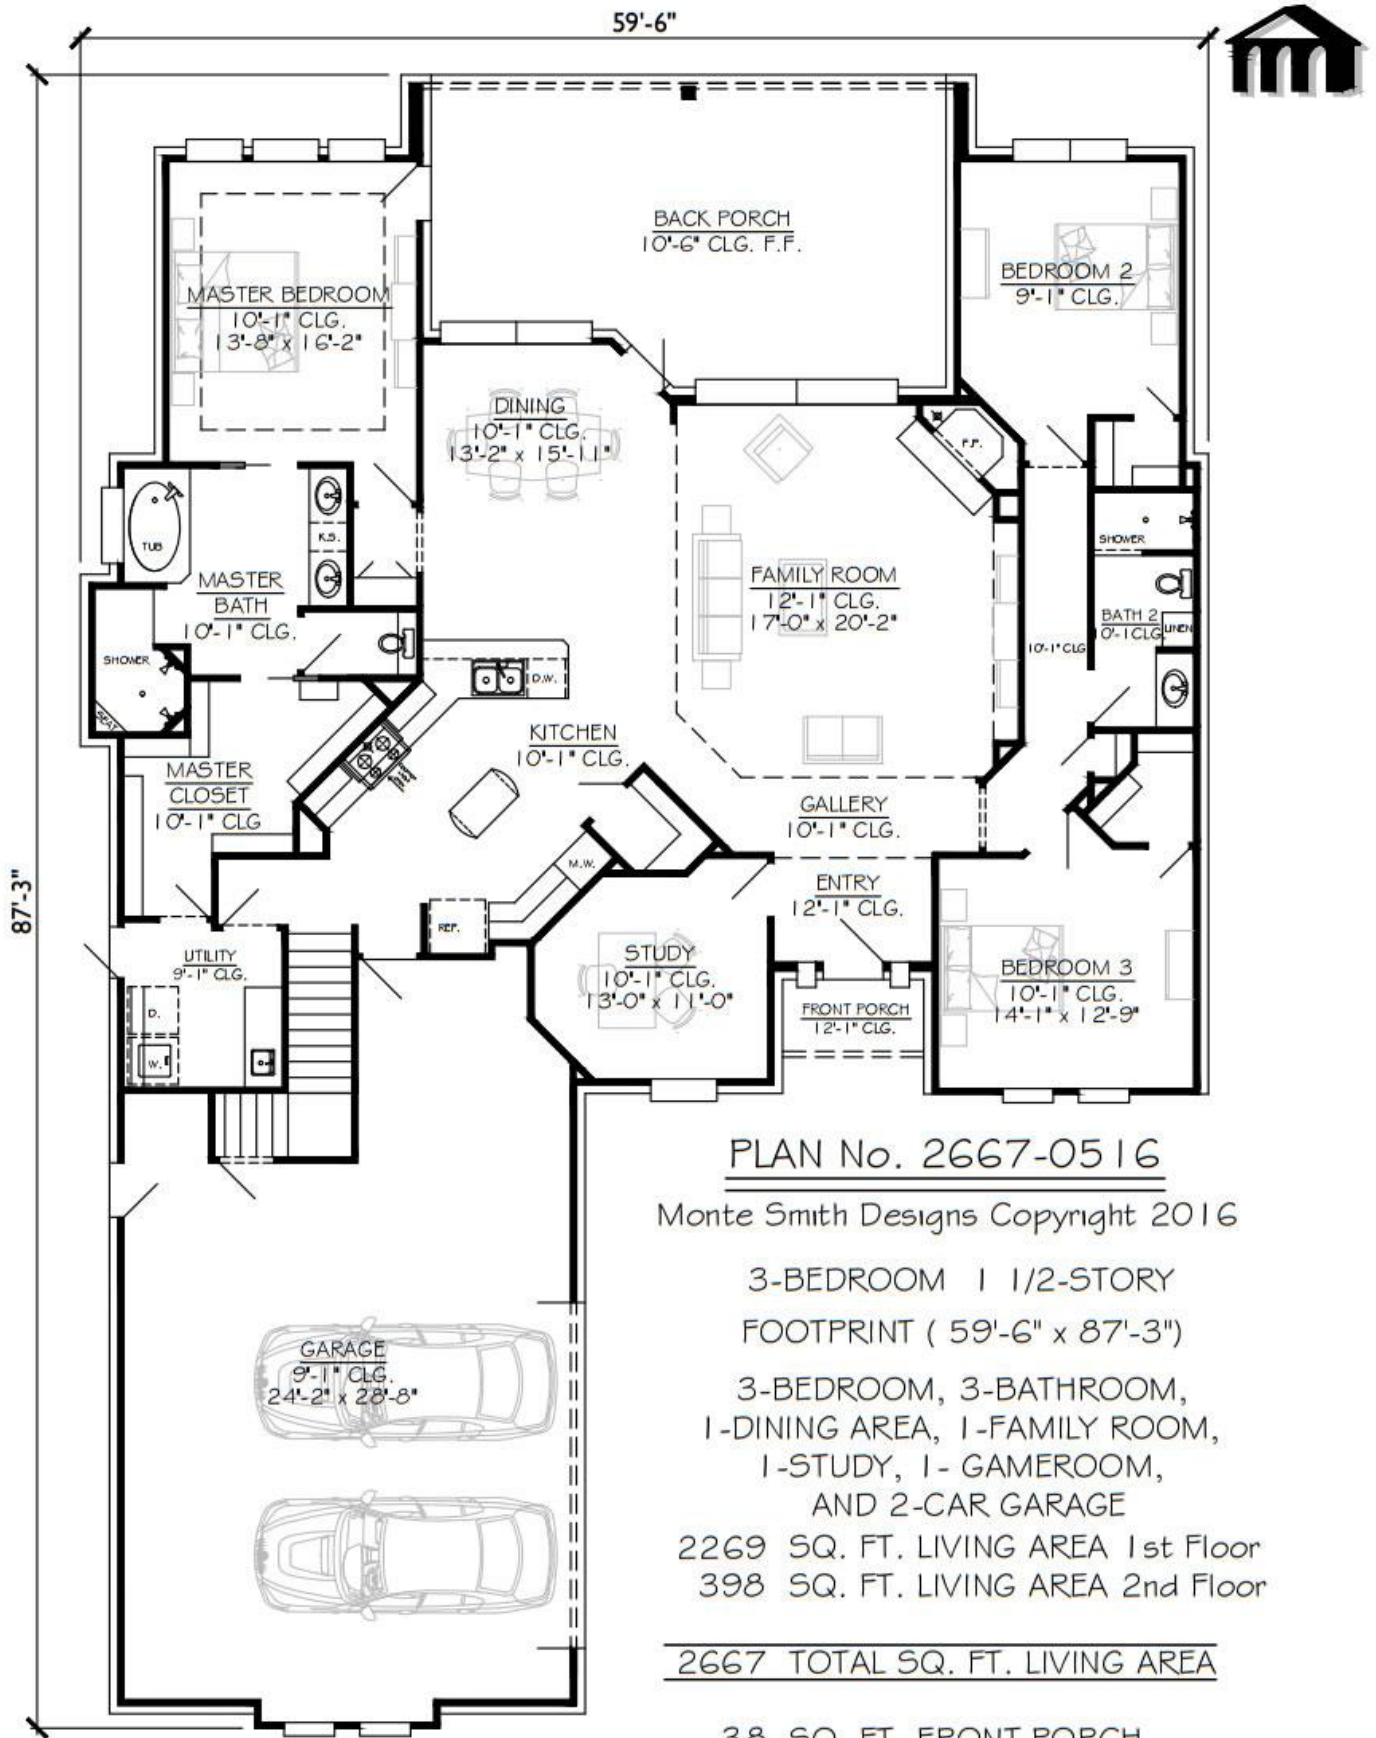 59'-6"
87'-3"
BACK PORCH
10'-6" CLG. F.F.
MASTER BEDROOM
10'-1" CLG.
13'-8" x 16'-2"
BEDROOM 2
9'-1" CLG.
DINING
10'-1" CLG.
13'-2" x 15'-11"
F.P.
TUB
K.S.
MASTER
BATH
10'-1" CLG.
SHOWER
SEAT
FAMILY ROOM
12'-1" CLG.
17'-0" x 20'-2"
SHOWER
BATH 2
10'-1 CLG
LINEN
10'-1" CLG
D.W.
KITCHEN
10'-1" CLG.
MASTER
CLOSET
10'-1" CLG
GALLERY
10'-1" CLG.
M.W.
REF.
ENTRY
12'-1" CLG.
UTILITY
9'-1" CLG.
D.
W.
STUDY
10'-1" CLG.
13'-0" x 11'-0"
FRONT PORCH
12'-1" CLG.
BEDROOM 3
10'-1" CLG.
14'-1" x 12'-9"
GARAGE
9'-1" CLG.
24'-2" x 28'-8"
PLAN No. 2667-0516
Monte Smith Designs Copyright 2016
3-BEDROOM 1 1/2-STORY
FOOTPRINT ( 59'-6" x 87'-3")
3-BEDROOM, 3-BATHROOM,
1-DINING AREA, 1-FAMILY ROOM,
1-STUDY, 1- GAMEROOM,
AND 2-CAR GARAGE
2269 SQ. FT. LIVING AREA 1st Floor
398 SQ. FT. LIVING AREA 2nd Floor
2667 TOTAL SQ. FT. LIVING AREA
38 SQ. FT. FRONT PORCH